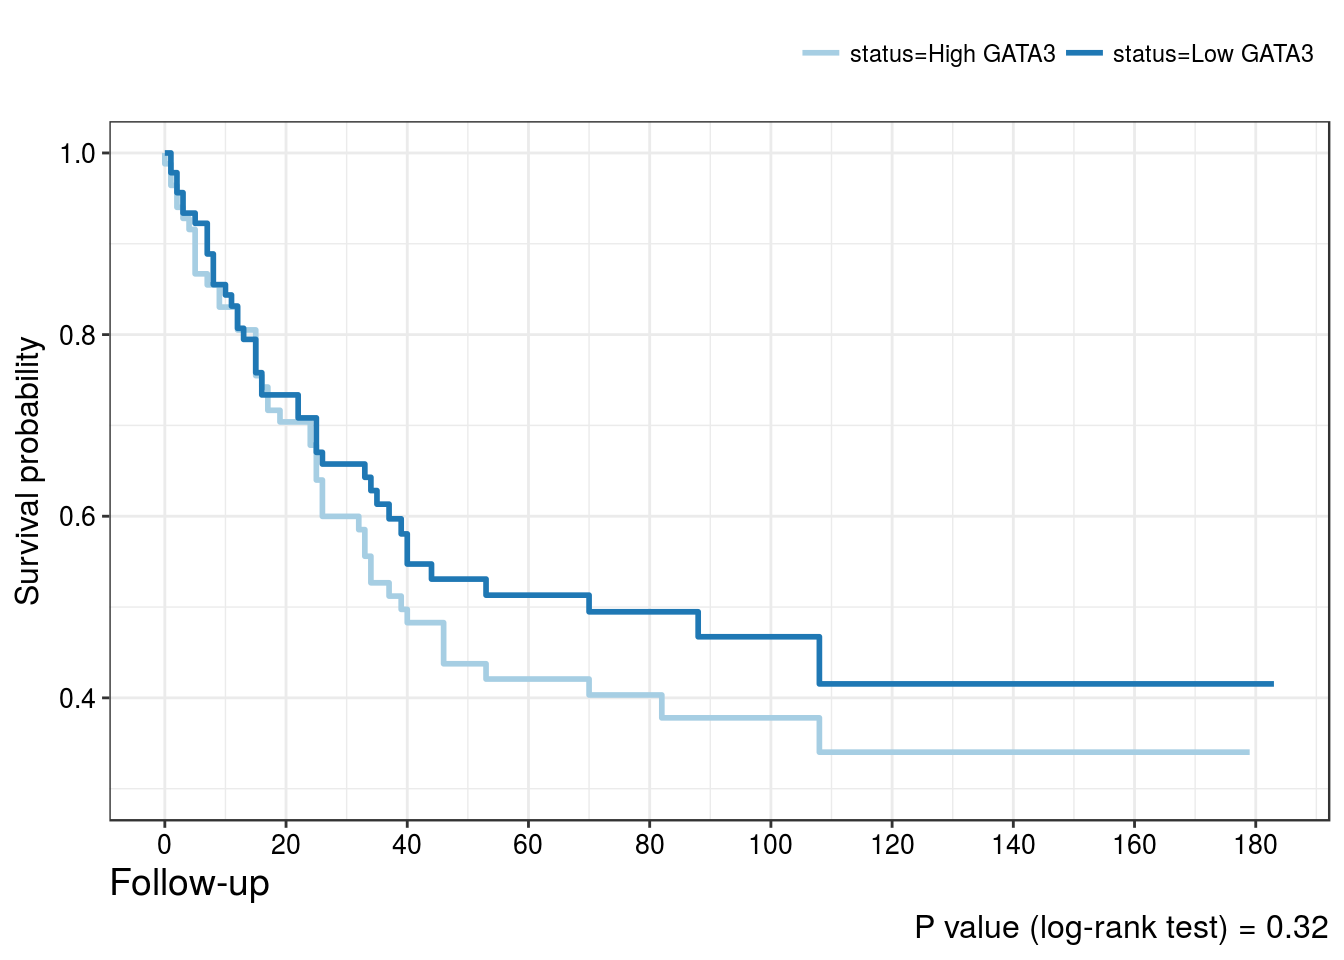 status=High GATA3 status=Low GATA3
1.0
0.8
0.6
0.4
Survival probability
0 20 40 60 80 100 120 140 160 180
Follow-up
P value (log-rank test) = 0.32